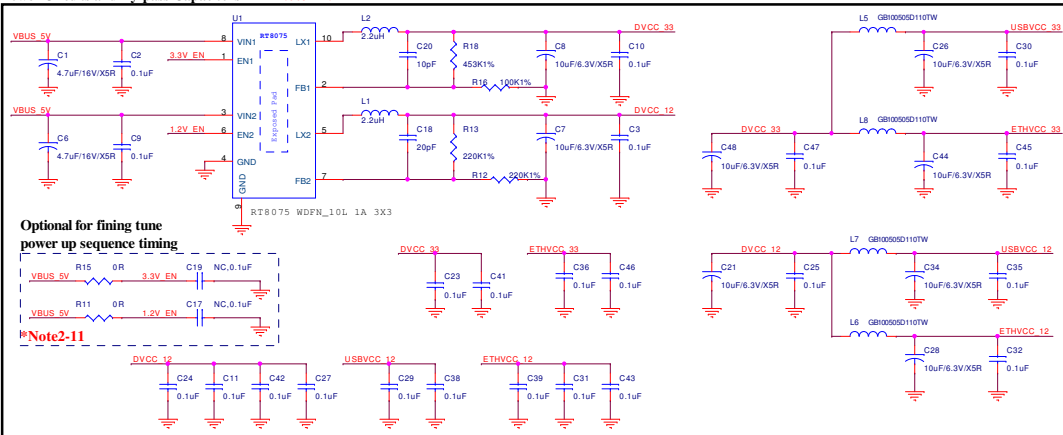 U1
RT8075
VBUS_5V
8
VIN1
LX1
10
L2
2.2uH
DVCC_33
C1
4.7uF/16V/X5R
C2
0.1uF
3.3V_EN
1
EN1
C20
10pF
R18
453K1%
C8
10uF/6.3V/X5R
C10
0.1uF
FB1
2
R16
100K1%
Exposed Pad
VBUS_5V
3
VIN2
L1
2.2uH
DVCC_12
C6
4.7uF/16V/X5R
C9
0.1uF
1.2V_EN
6
EN2
LX2
5
C18
20pF
R13
220K1%
C7
10uF/6.3V/X5R
C3
0.1uF
4
GND
FB2
7
R12
220K1%
GND
9
RT8075 WDFN_10L 1A 3X3
L5
GB100505D110TW
USBVCC_33
C26
10uF/6.3V/X5R
C30
0.1uF
DVCC_33
L8
GB100505D110TW
ETHVCC_33
C48
10uF/6.3V/X5R
C47
0.1uF
C44
10uF/6.3V/X5R
C45
0.1uF
Optional for fining tune
power up sequence timing
VBUS_5V
R15
0R
3.3V_EN
C19
NC,0.1uF
VBUS_5V
R11
0R
1.2V_EN
C17
NC,0.1uF
*Note2-11
DVCC_33
C23
0.1uF
C41
0.1uF
ETHVCC_33
C36
0.1uF
C46
0.1uF
DVCC_12
L7
GB100505D110TW
USBVCC_12
C21
10uF/6.3V/X5R
C25
0.1uF
C34
10uF/6.3V/X5R
C35
0.1uF
L6
GB100505D110TW
ETHVCC_12
C28
10uF/6.3V/X5R
C32
0.1uF
DVCC_12
C24
0.1uF
C11
0.1uF
C42
0.1uF
C27
0.1uF
USBVCC_12
C29
0.1uF
C38
0.1uF
ETHVCC_12
C39
0.1uF
C31
0.1uF
C43
0.1uF